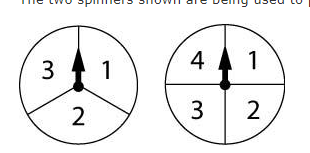 The two spinners shown are being used to p
3 1
2
4 1
3 2